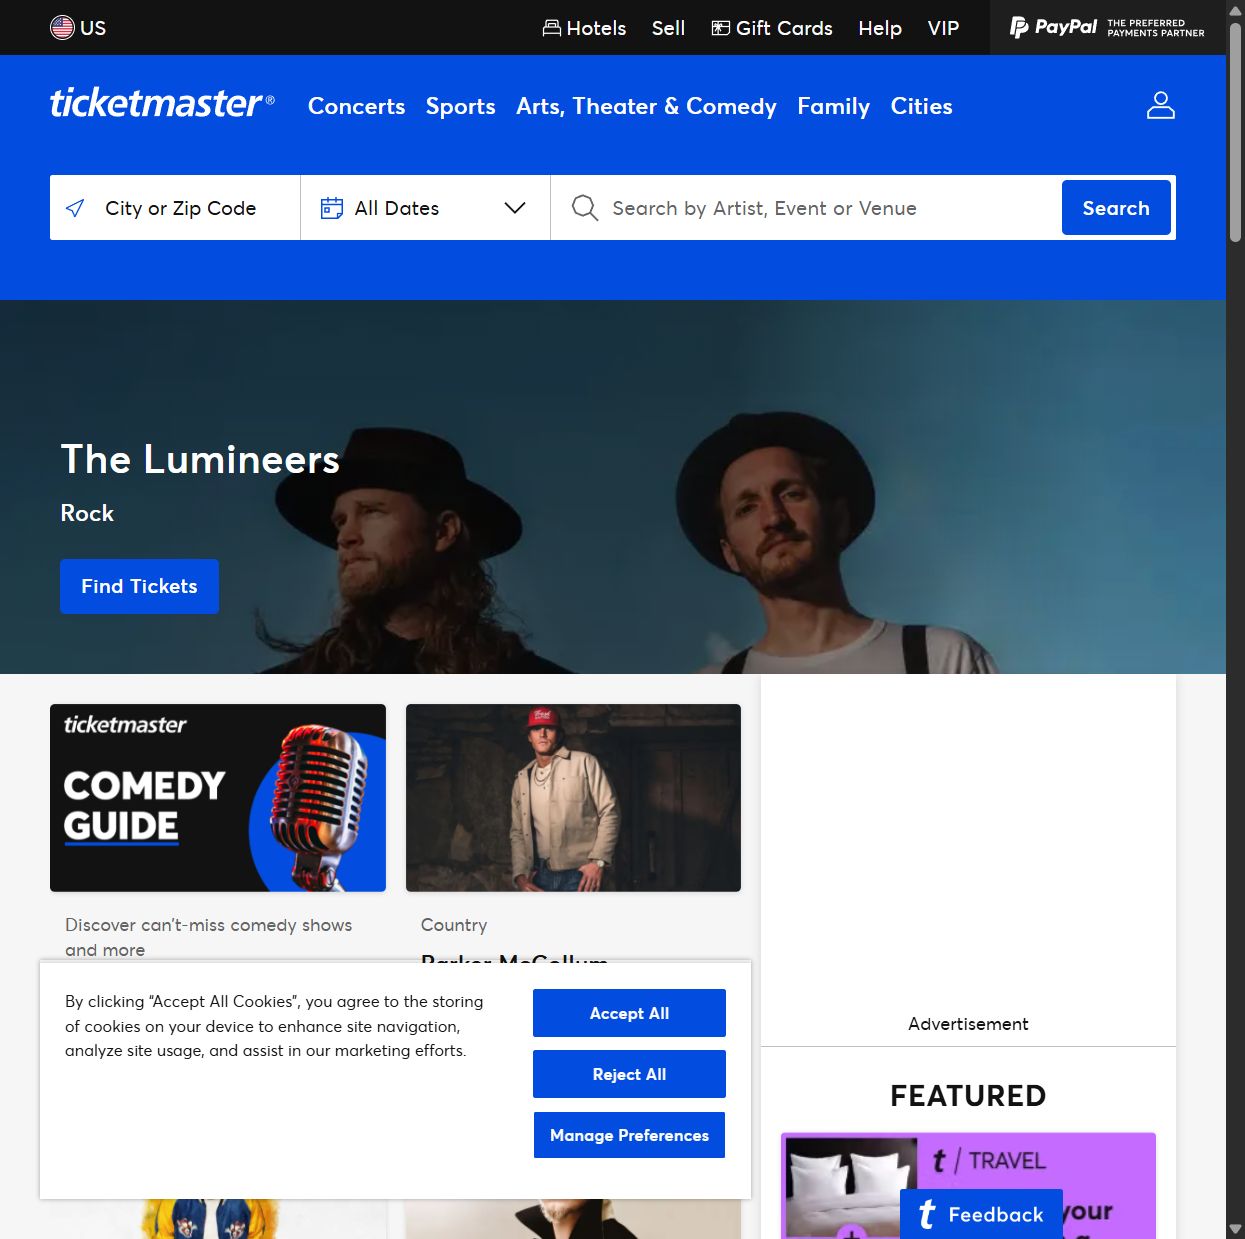 US
Hotels
Sell
Gift Cards
Help
VIP
PayPal
THE PREFERRED
PAYMENTS PARTNER
ticketmaster®
Concerts
Sports
Arts, Theater & Comedy
Family
Cities
City or Zip Code
All Dates
Search by Artist, Event or Venue
Search
The Lumineers
Rock
Find Tickets
ticketmaster
COMEDY
GUIDE
Discover can't-miss comedy shows
and more
Country
Parker McCollum
By clicking “Accept All Cookies”, you agree to the storing
of cookies on your device to enhance site navigation,
analyze site usage, and assist in our marketing efforts.
Accept All
Reject All
Manage Preferences
Advertisement
FEATURED
t / TRAVEL
your
t Feedback